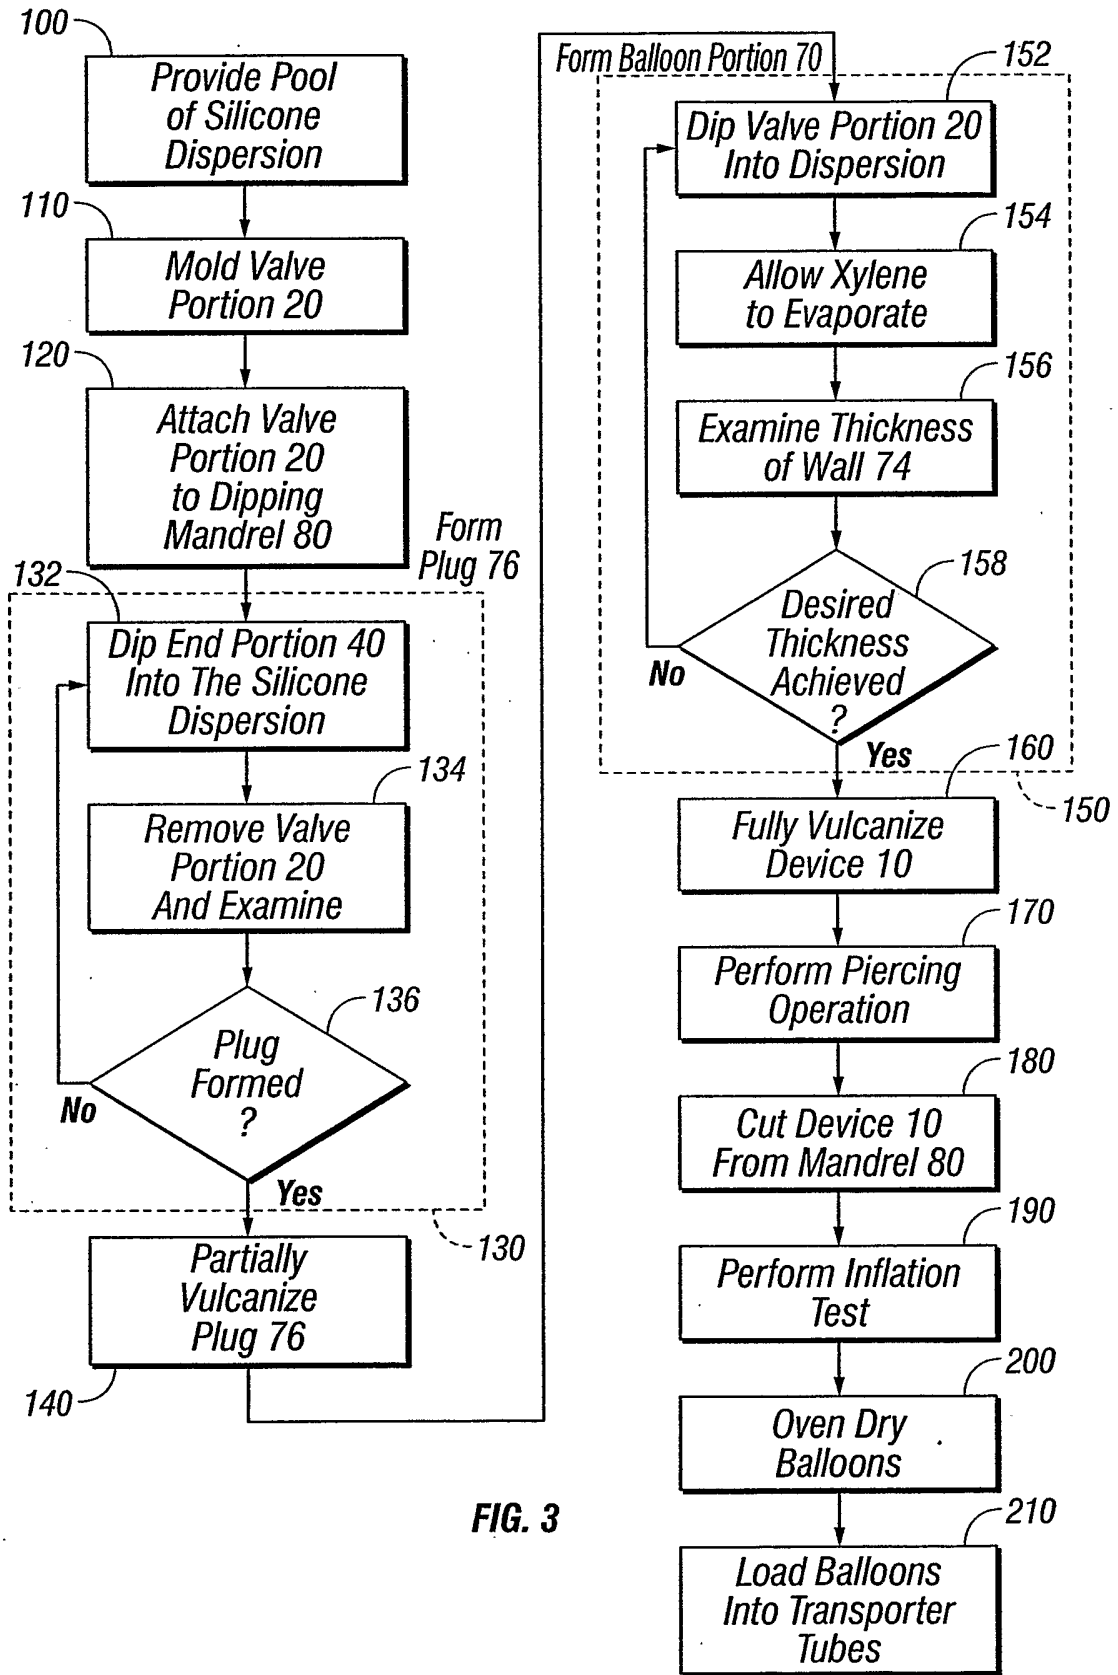 100
Provide Pool
of Silicone
Dispersion
110
Mold Valve
Portion 20
120
Attach Valve
Portion 20
to Dipping
Mandrel 80
Form
Plug 76
132
Dip End Portion 40
Into The Silicone
Dispersion
134
Remove Valve
Portion 20
And Examine
136
Plug
Formed
?
No
Yes
130
Partially
Vulcanize
Plug 76
140
Form Balloon Portion 70
152
Dip Valve Portion 20
Into Dispersion
154
Allow Xylene
to Evaporate
156
Examine Thickness
of Wall 74
158
Desired
Thickness
Achieved
?
No
Yes
150
160
Fully Vulcanize
Device 10
170
Perform Piercing
Operation
180
Cut Device 10
From Mandrel 80
190
Perform Inflation
Test
200
Oven Dry
Balloons
210
Load Balloons
Into Transporter
Tubes
FIG. 3